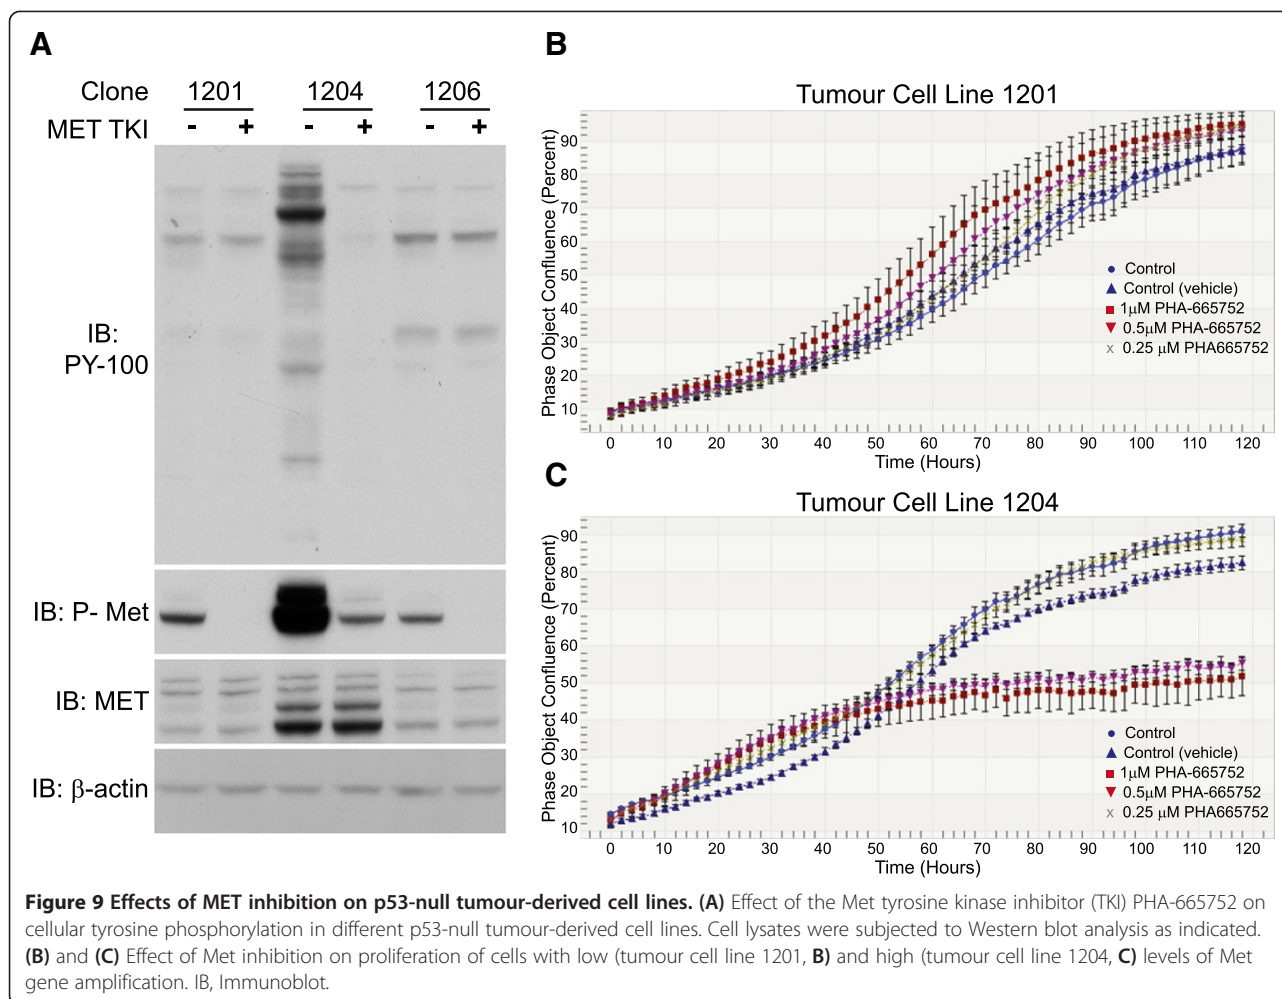 A
Clone 1201 1204 1206
MET TKI - + - + - +
IB:
PY-100
IB: P- Met
IB: MET
IB: β-actin
B
Tumour Cell Line 1201
Phase Object Confluence (Percent)
90
80
70
60
50
40
30
20
10
0 10 20 30 40 50 60 70 80 90 100 110 120
Time (Hours)
Control
Control (vehicle)
1µM PHA-665752
0.5µM PHA-665752
x 0.25 µM PHA665752
C
Tumour Cell Line 1204
Phase Object Confluence (Percent)
90
80
70
60
50
40
30
20
10
0 10 20 30 40 50 60 70 80 90 100 110 120
Time (Hours)
Control
Control (vehicle)
1µM PHA-665752
0.5µM PHA-665752
x 0.25 µM PHA665752
Figure 9 Effects of MET inhibition on p53-null tumour-derived cell lines. (A) Effect of the Met tyrosine kinase inhibitor (TKI) PHA-665752 on
cellular tyrosine phosphorylation in different p53-null tumour-derived cell lines. Cell lysates were subjected to Western blot analysis as indicated.
(B) and (C) Effect of Met inhibition on proliferation of cells with low (tumour cell line 1201, B) and high (tumour cell line 1204, C) levels of Met
gene amplification. IB, Immunoblot.